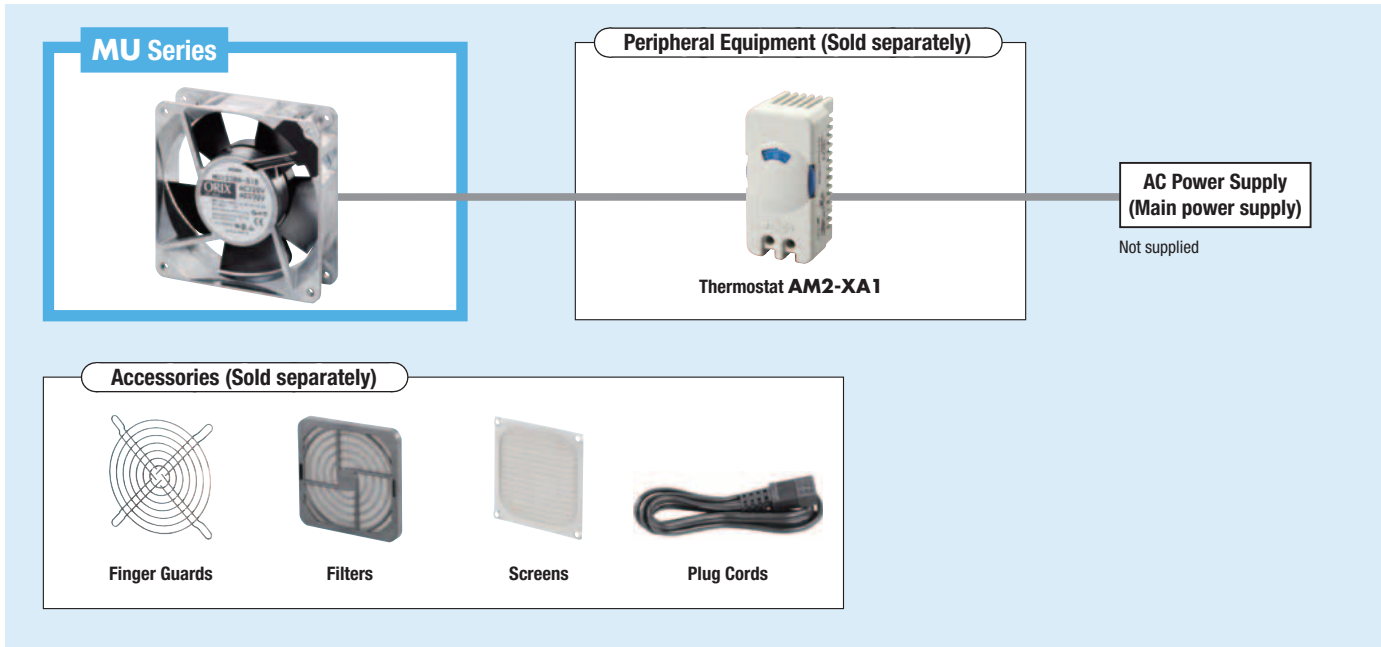 MU Series
Peripheral Equipment (Sold separately)
ORIX
Thermostat AM2-XA1
AC Power Supply
(Main power supply)
Not supplied
Accessories (Sold separately)
Finger Guards
Filters
Screens
Plug Cords